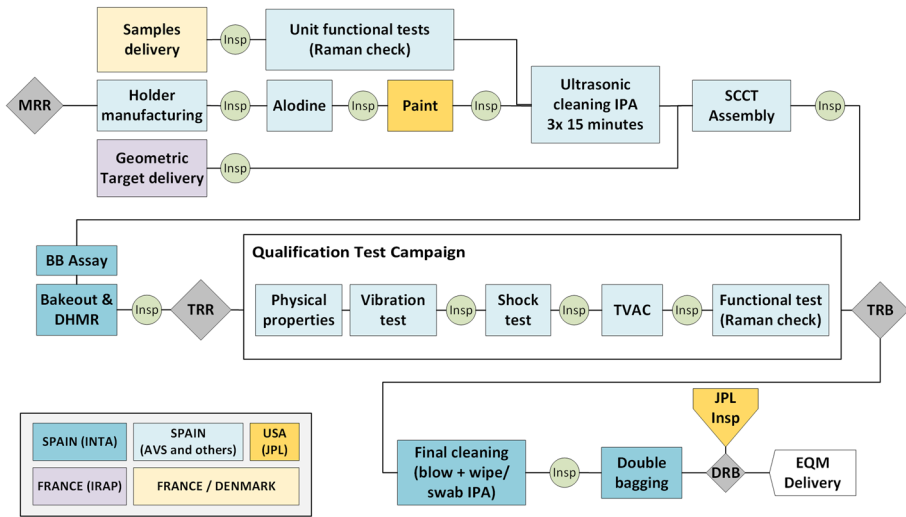 Samples
delivery
Insp
Unit functional tests
(Raman check)
MRR
Holder
manufacturing
Insp
Alodine
Insp
Paint
Insp
Ultrasonic
cleaning IPA
3x 15 minutes
SCCT
Assembly
Insp
Geometric
Target delivery
Insp
BB Assay
Bakeout &
DHMR
Insp
TRR
Qualification Test Campaign
Physical
properties
Vibration
test
Insp
Shock
test
Insp
TVAC
Insp
Functional test
(Raman check)
TRB
JPL
Insp
Final cleaning
(blow + wipe/
swab IPA)
Insp
Double
bagging
DRB
EQM
Delivery
SPAIN (INTA)
SPAIN
(AVS and others)
USA
(JPL)
FRANCE (IRAP)
FRANCE / DENMARK